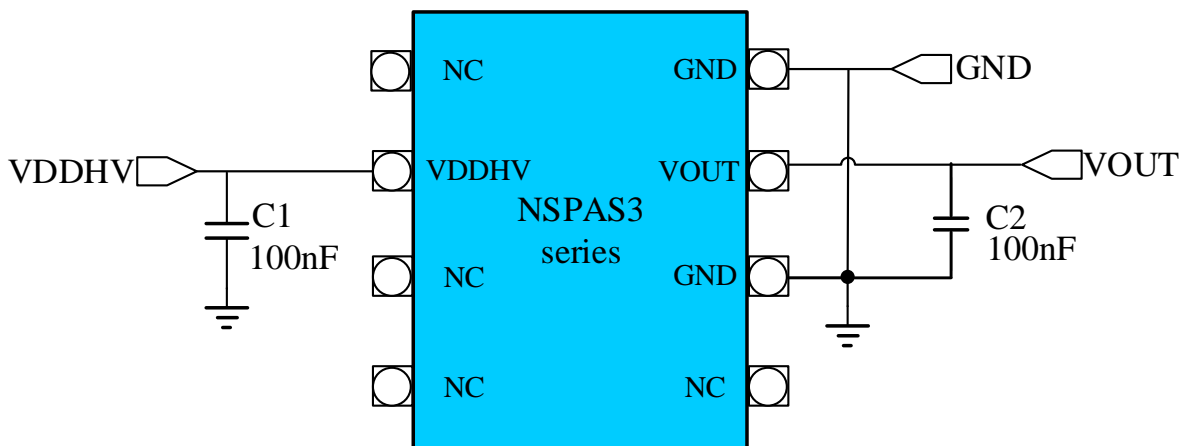 NC
GND
GND
VDDHV
VDDHV
VOUT
VOUT
NSPAS3
series
C1
100nF
C2
100nF
NC
GND
NC
NC